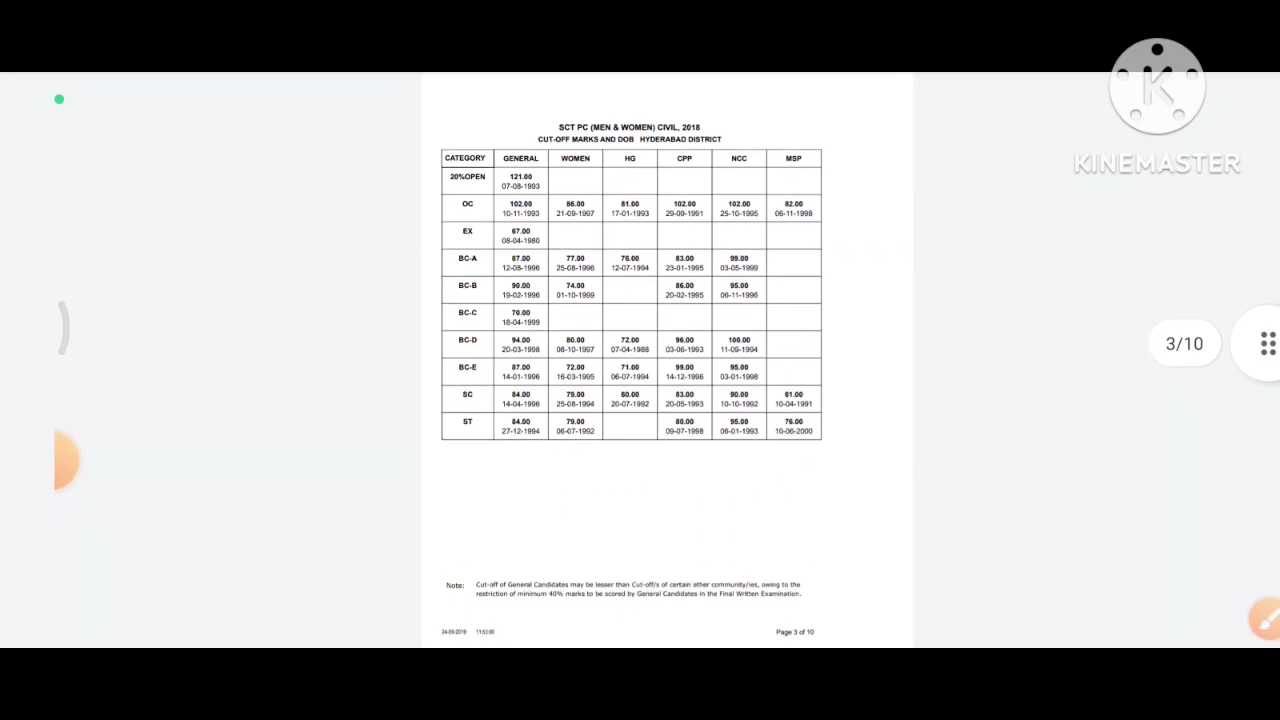 K
KINEMASTER
SCT PC (MEN & WOMEN) CIVIL, 2018
CUT-OFF MARKS AND DOB HYDERABAD DISTRICT
CATEGORY GENERAL WOMEN HG CPP NCC MSP
20%OPEN 121.00
07-08-1993
OC 102.00 86.00 81.00 102.00 102.00 82.00
10-11-1993 21-09-1997 17-01-1993 29-09-1991 25-10-1995 06-11-1998
EX 67.00
08-04-1980
BC-A 87.00 77.00 76.00 83.00 99.00
12-08-1996 25-08-1996 12-07-1994 23-01-1995 03-05-1999
BC-B 90.00 74.00 86.00 95.00
19-02-1996 01-10-1999 20-02-1995 06-11-1996
BC-C 70.00
18-04-1999
BC-D 94.00 80.00 72.00 96.00 100.00
20-03-1998 08-10-1997 07-04-1988 03-06-1993 11-09-1994
BC-E 87.00 72.00 71.00 99.00 95.00
14-01-1996 16-03-1995 06-07-1994 14-12-1996 03-01-1998
SC 84.00 79.00 60.00 83.00 90.00 61.00
14-04-1996 25-08-1994 20-07-1992 20-05-1993 10-10-1992 10-04-1991
ST 84.00 79.00 80.00 95.00 76.00
27-12-1994 06-07-1992 09-07-1998 06-01-1993 10-06-2000
3/10
Note: Cut-off of General Candidates may be lesser than Cut-off/s of certain other community/ies, owing to the
restriction of minimum 40% marks to be scored by General Candidates in the Final Written Examination.
24-09-2019 11:53:00 Page 3 of 10